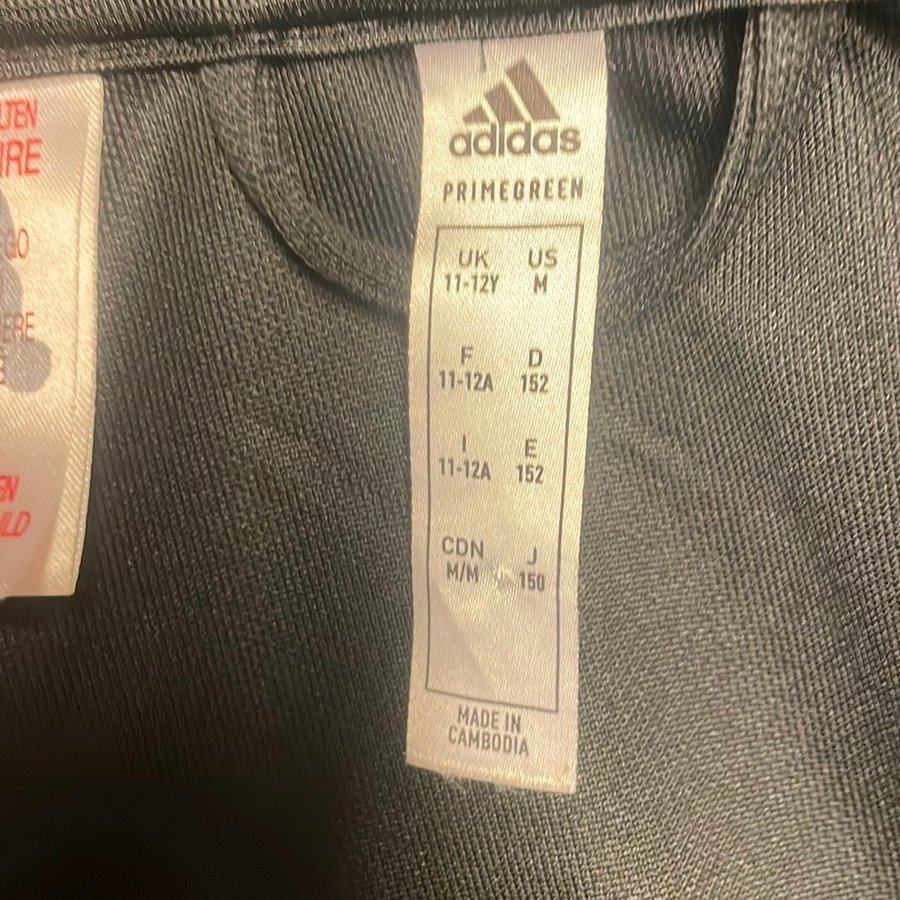 adidas
PRIMEGREEN
UK US
11-12Y M
F D
11-12A 152
I E
11-12A 152
CDN J
M/M 150
MADE IN
CAMBODIA